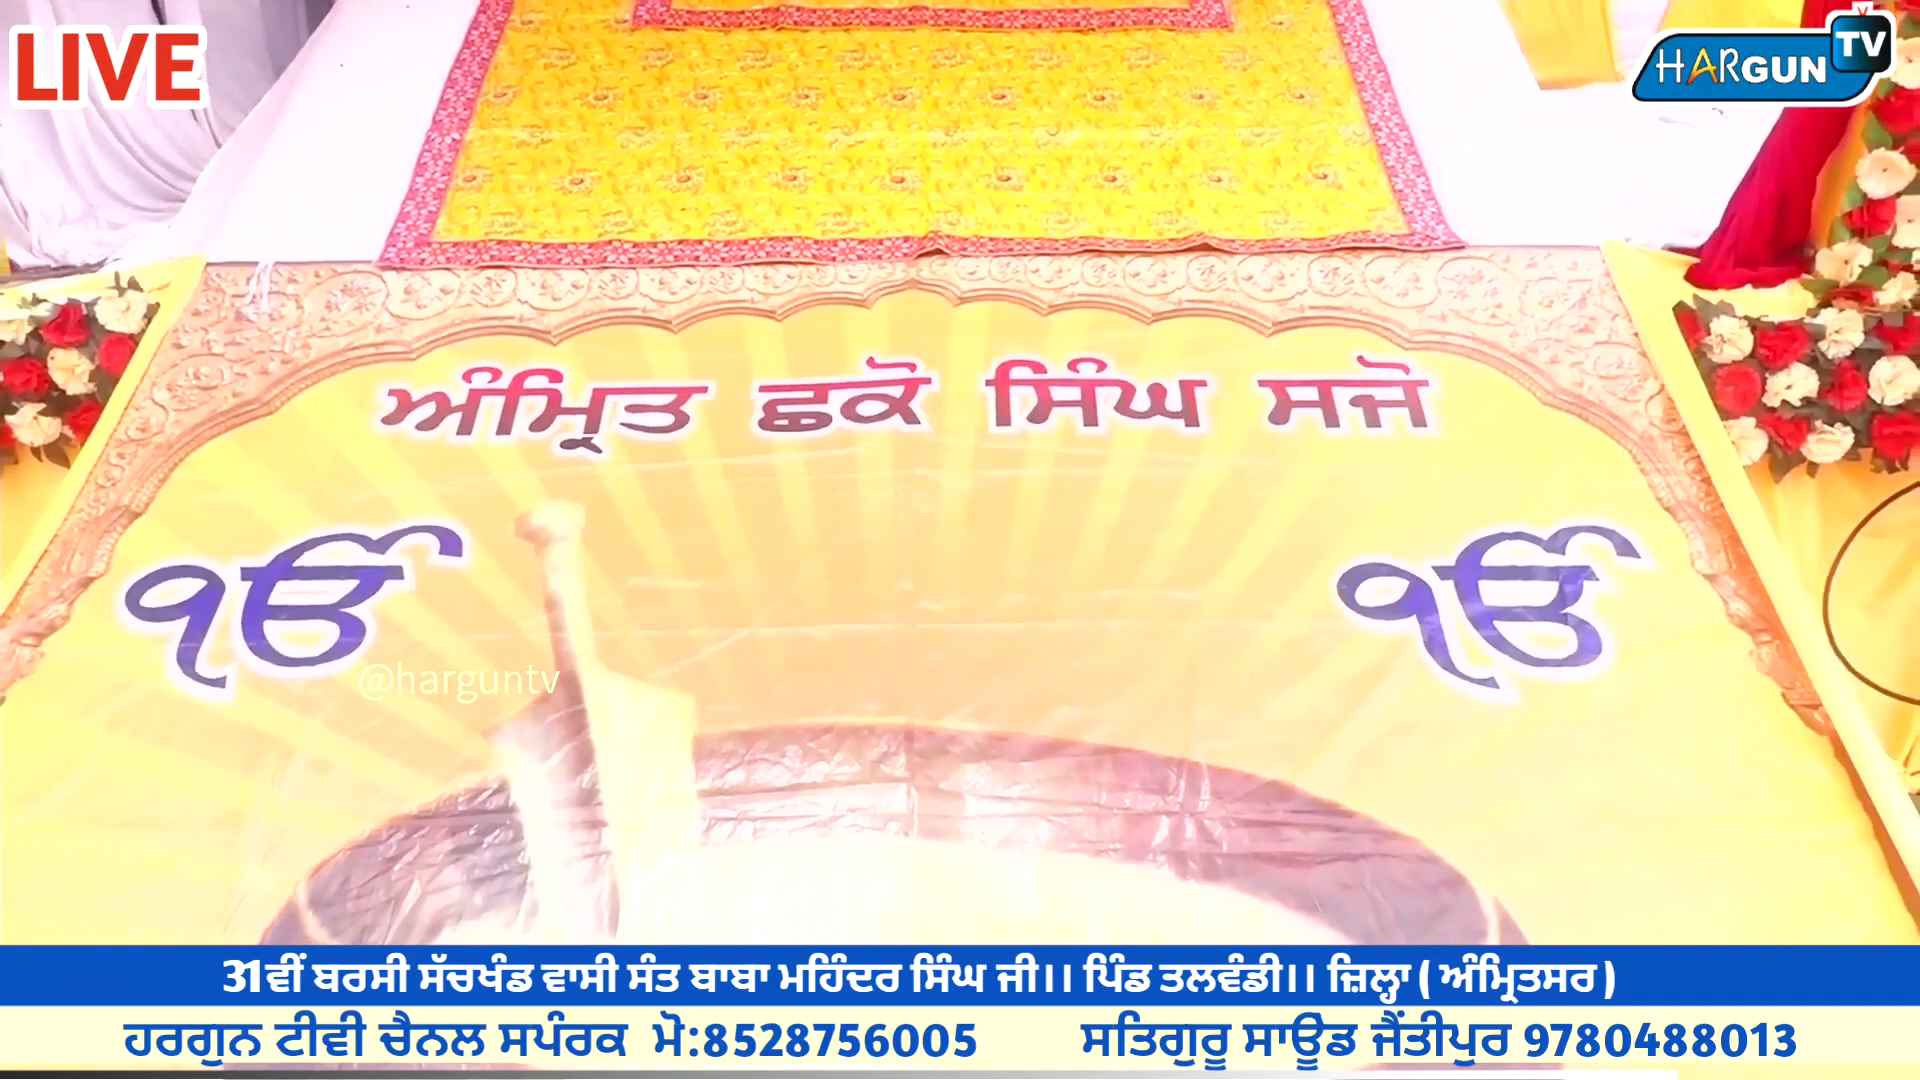 LIVE
HARGUN TV
ਅੰਮ੍ਰਿਤ ਛਕੋ ਸਿੰਘ ਸਜੋ
ੴ ੴ
@harguntv
31ਵੀਂ ਬਰਸੀ ਸੱਚਖੰਡ ਵਾਸੀ ਸੰਤ ਬਾਬਾ ਮਹਿੰਦਰ ਸਿੰਘ ਜੀ।। ਪਿੰਡ ਤਲਵੰਡੀ।। ਜ਼ਿਲ੍ਹਾ ( ਅੰਮ੍ਰਿਤਸਰ )
ਹਰਗੁਨ ਟੀਵੀ ਚੈਨਲ ਸਪੰਰਕ ਮੋ:8528756005 ਸਤਿਗੁਰੂ ਸਾਊਂਡ ਜੈਂਤੀਪੁਰ 9780488013